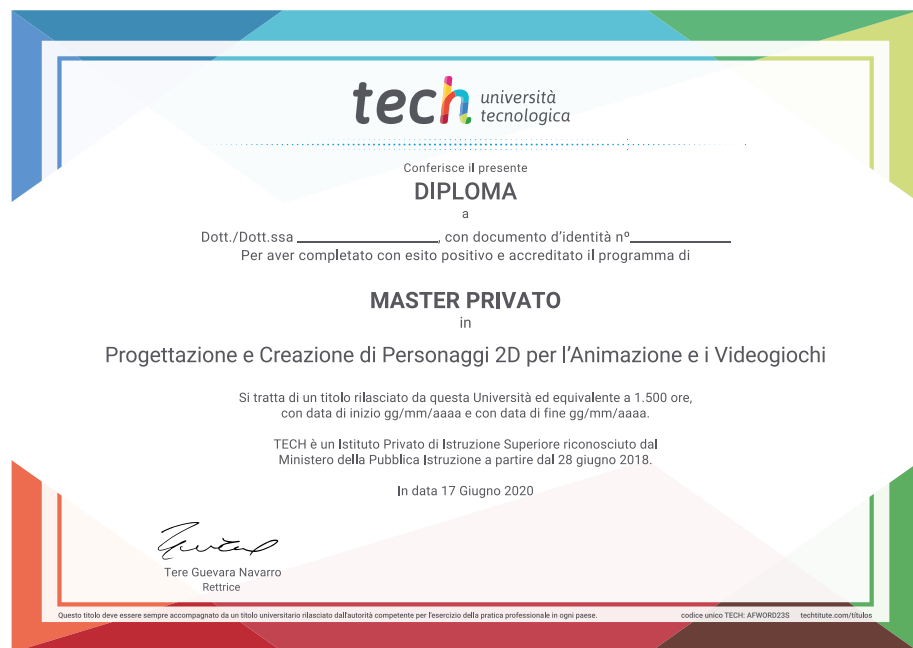 tech università
tecnologica
Conferisce il presente
DIPLOMA
a
Dott./Dott.ssa ____________________, con documento d'identità nº______________
Per aver completato con esito positivo e accreditato il programma di
MASTER PRIVATO
in
Progettazione e Creazione di Personaggi 2D per l'Animazione e i Videogiochi
Si tratta di un titolo rilasciato da questa Università ed equivalente a 1.500 ore,
con data di inizio gg/mm/aaaa e con data di fine gg/mm/aaaa.
TECH è un Istituto Privato di Istruzione Superiore riconosciuto dal
Ministero della Pubblica Istruzione a partire dal 28 giugno 2018.
In data 17 Giugno 2020
Tere Guevara Navarro
Rettrice
Questo titolo deve essere sempre accompagnato da un titolo universitario rilasciato dall'autorità competente per l'esercizio della pratica professionale in ogni paese. codice unico TECH: AFWORD23S techtitute.com/títulos